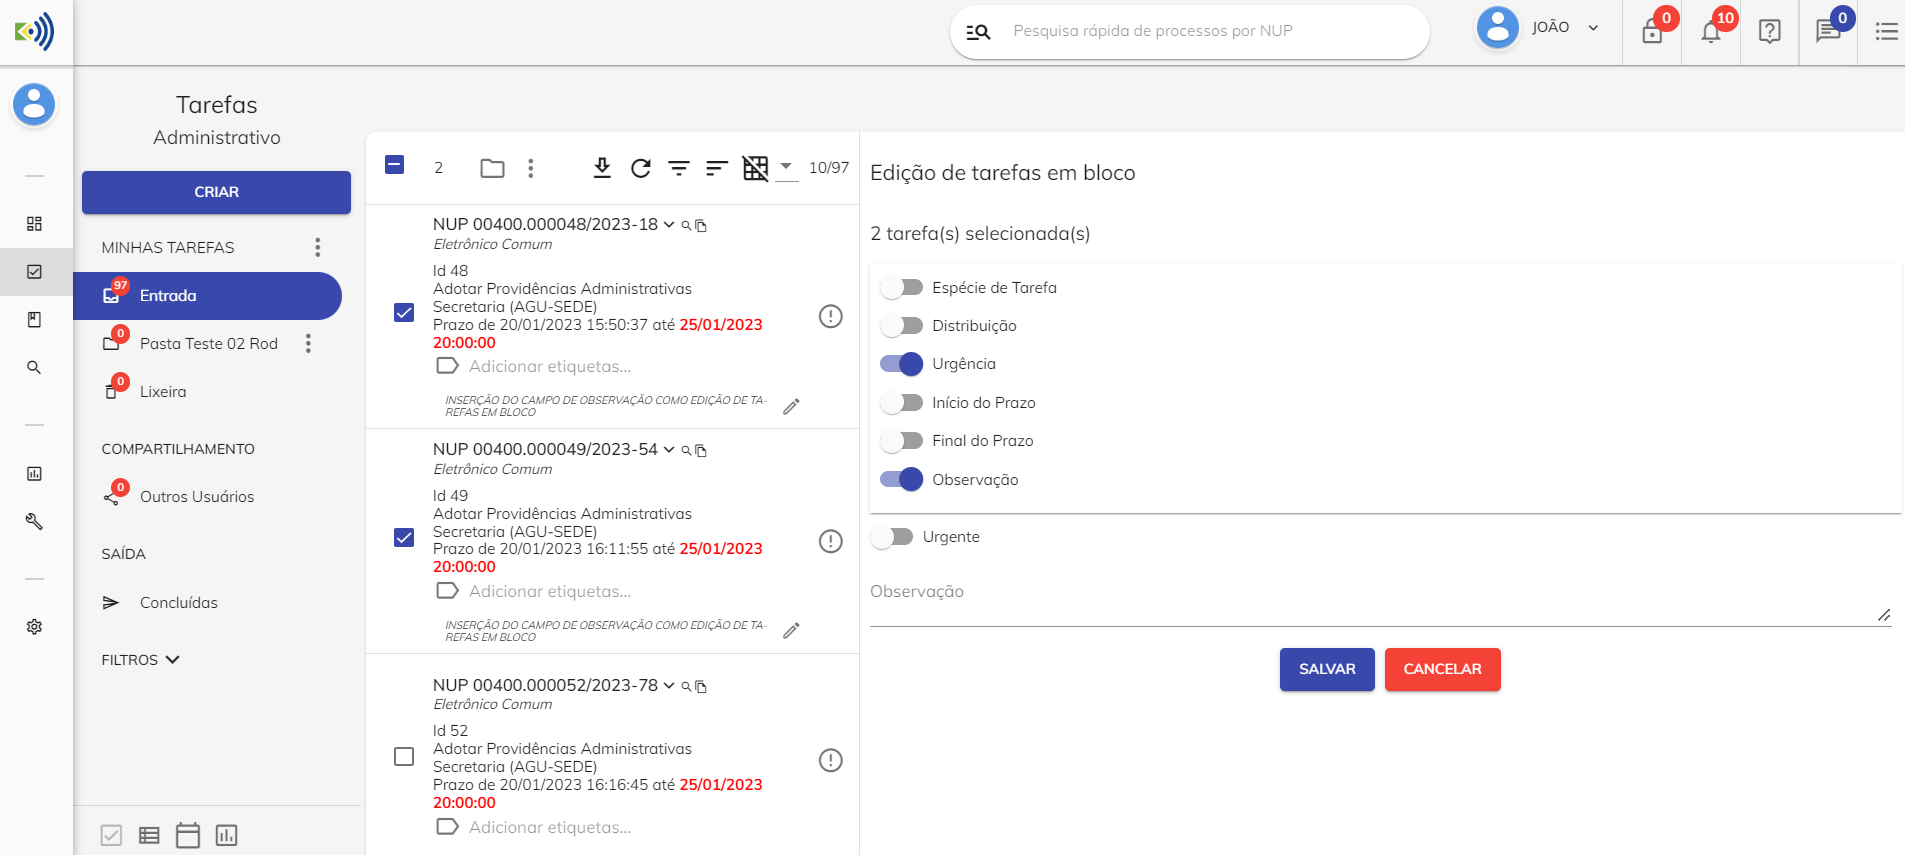 Pesquisa rápida de processos por NUP
JOÃO
0
10
0
Tarefas
Administrativo
CRIAR
MINHAS TAREFAS
97
Entrada
0
Pasta Teste 02 Rod
0
Lixeira
COMPARTILHAMENTO
0
Outros Usuários
SAÍDA
Concluídas
FILTROS
2
10/97
NUP 00400.000048/2023-18
Eletrônico Comum
Id 48
Adotar Providências Administrativas
Secretaria (AGU-SEDE)
Prazo de 20/01/2023 15:50:37 até 25/01/2023
20:00:00
Adicionar etiquetas...
INSERÇÃO DO CAMPO DE OBSERVAÇÃO COMO EDIÇÃO DE TA-
REFAS EM BLOCO
NUP 00400.000049/2023-54
Eletrônico Comum
Id 49
Adotar Providências Administrativas
Secretaria (AGU-SEDE)
Prazo de 20/01/2023 16:11:55 até 25/01/2023
20:00:00
Adicionar etiquetas...
INSERÇÃO DO CAMPO DE OBSERVAÇÃO COMO EDIÇÃO DE TA-
REFAS EM BLOCO
NUP 00400.000052/2023-78
Eletrônico Comum
Id 52
Adotar Providências Administrativas
Secretaria (AGU-SEDE)
Prazo de 20/01/2023 16:16:45 até 25/01/2023
20:00:00
Adicionar etiquetas...
Edição de tarefas em bloco
2 tarefa(s) selecionada(s)
Espécie de Tarefa
Distribuição
Urgência
Início do Prazo
Final do Prazo
Observação
Urgente
Observação
SALVAR
CANCELAR